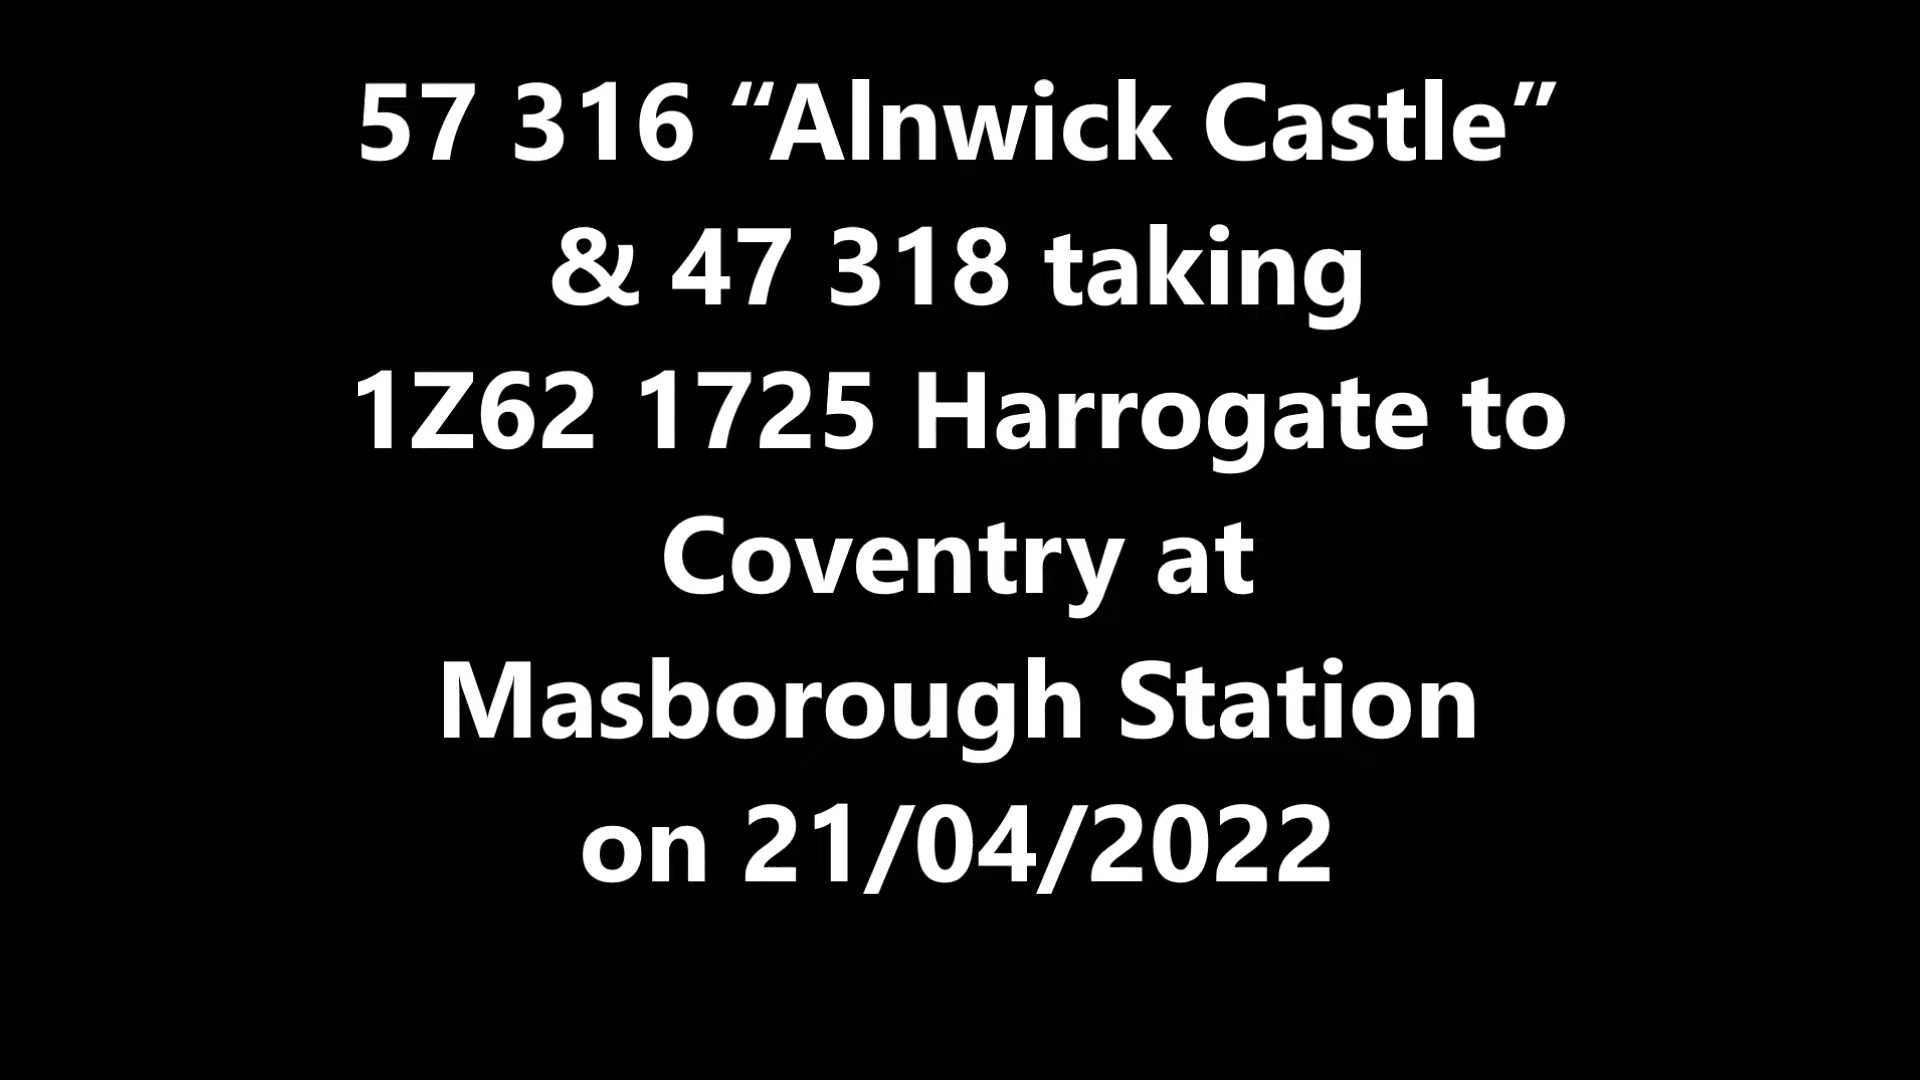 57 316 “Alnwick Castle”
& 47 318 taking
1Z62 1725 Harrogate to
Coventry at
Masborough Station
on 21/04/2022